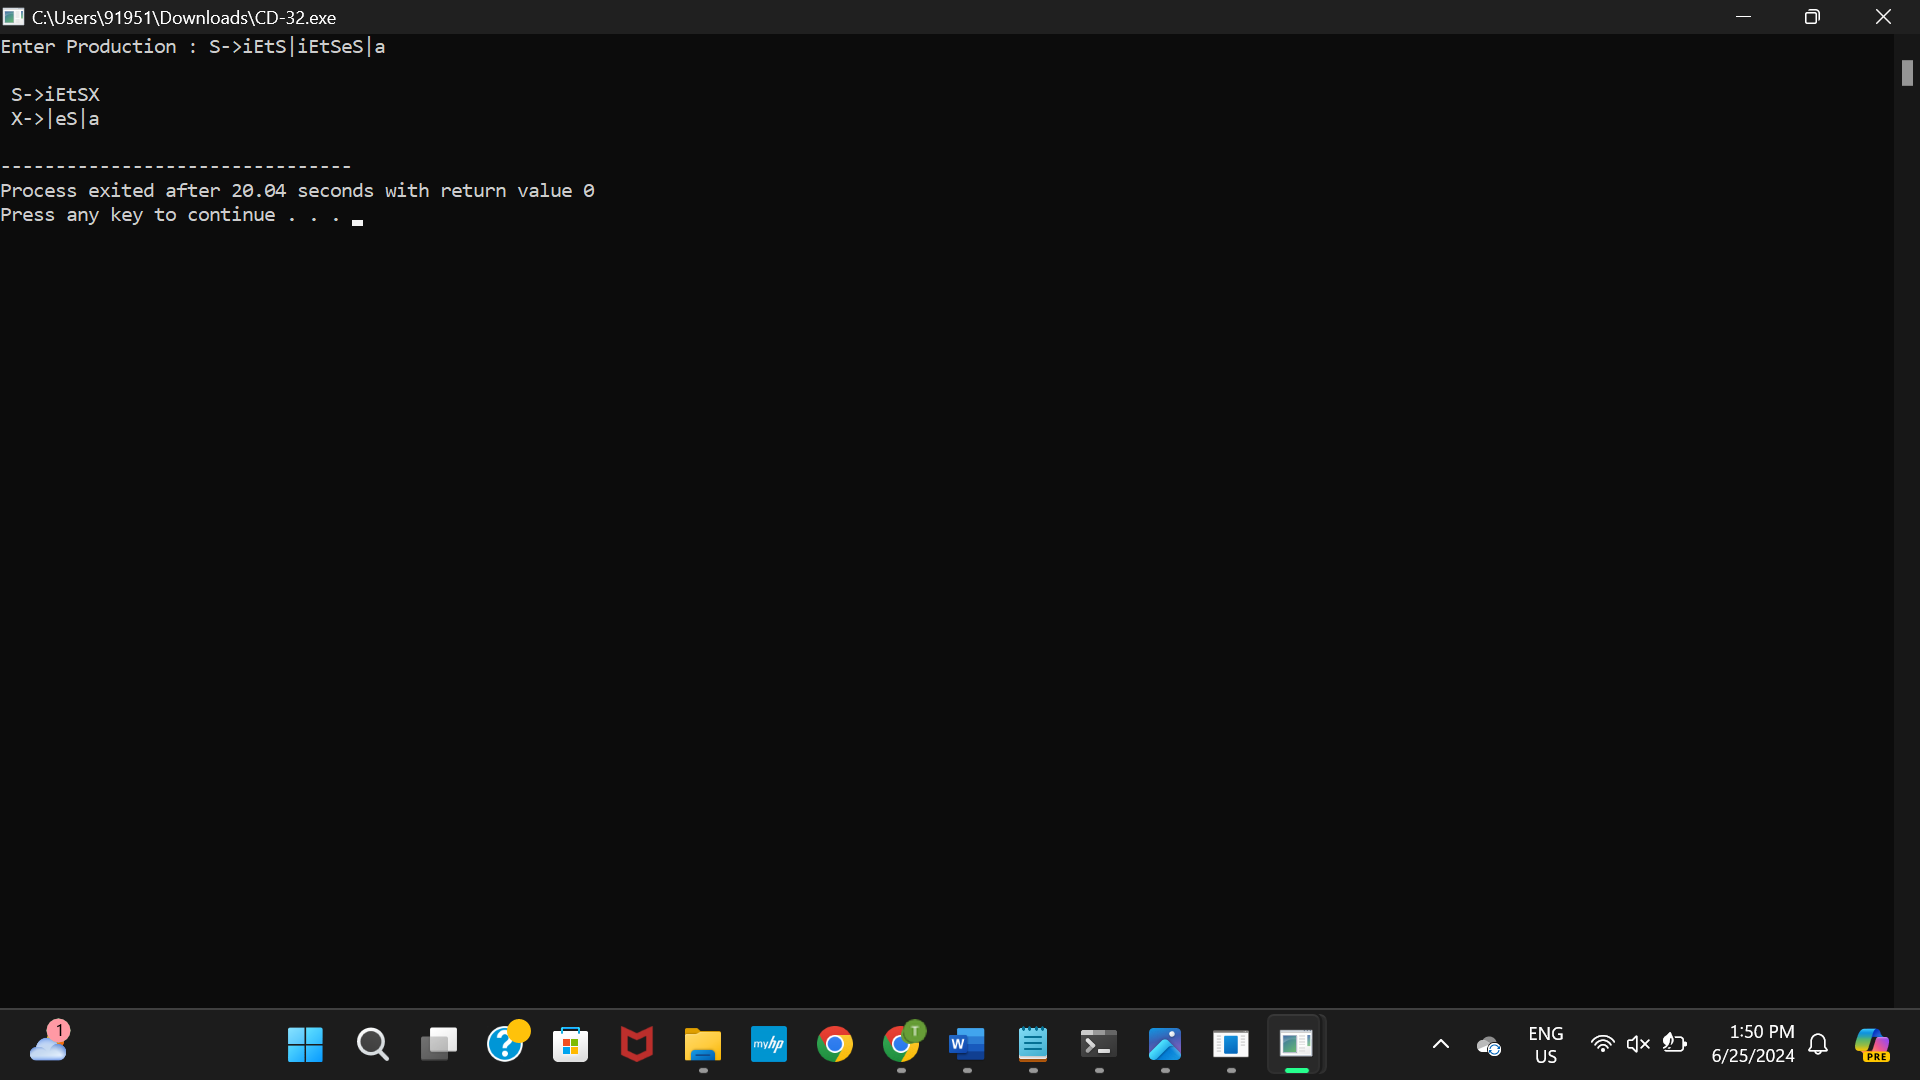 C:\Users\91951\Downloads\CD-32.exe
Enter Production : S->iEtS|iEtSeS|a
S->iEtSX
X->|eS|a
--------------------------------
Process exited after 20.04 seconds with return value 0
Press any key to continue . . .
1
?
myhp
T
W
ENG
US
1:50 PM
6/25/2024
PRE